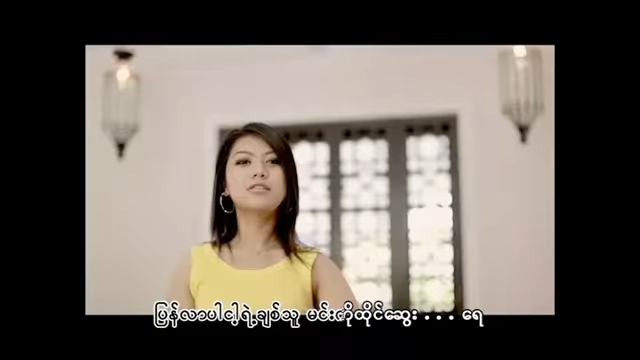 ပြန်လာပါငါ့ရဲ့ချစ်သူ မင်းကိုထိုင်ဆွေး . . . ရေ